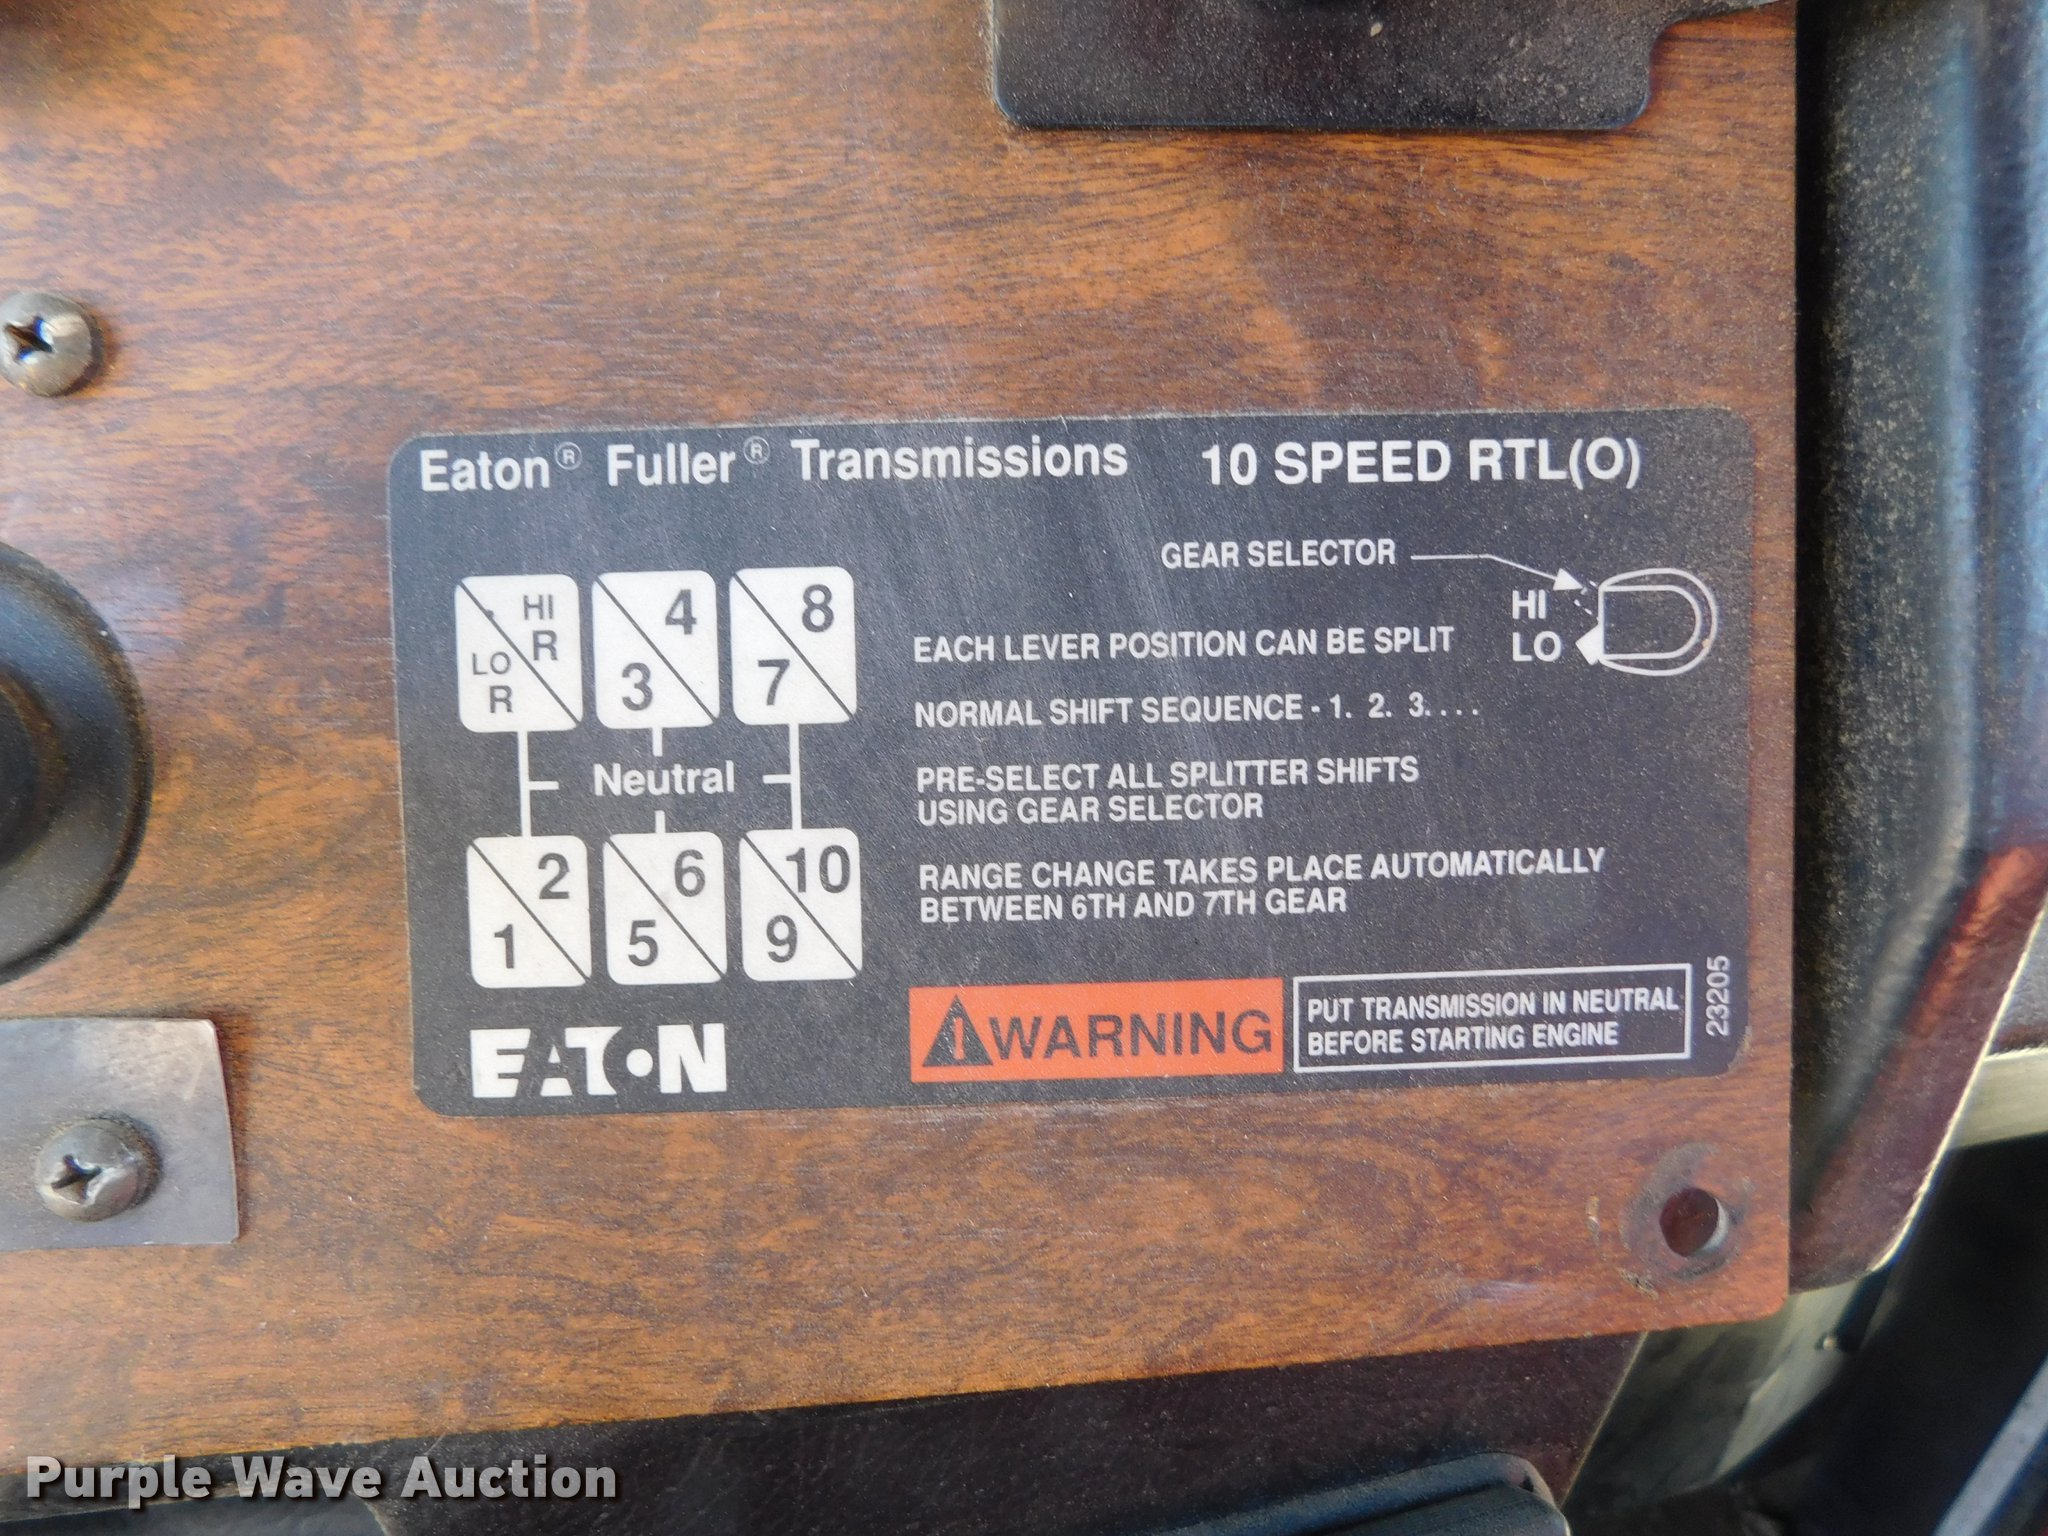 Eaton® Fuller® Transmissions 10 SPEED RTL(O)
GEAR SELECTOR
HI
LO
HI
R
LO
R
4
3
8
7
Neutral
2
1
6
5
10
9
EACH LEVER POSITION CAN BE SPLIT
NORMAL SHIFT SEQUENCE - 1. 2. 3. . . .
PRE-SELECT ALL SPLITTER SHIFTS
USING GEAR SELECTOR
RANGE CHANGE TAKES PLACE AUTOMATICALLY
BETWEEN 6TH AND 7TH GEAR
EATON
! WARNING
PUT TRANSMISSION IN NEUTRAL
BEFORE STARTING ENGINE
23205
Purple Wave Auction